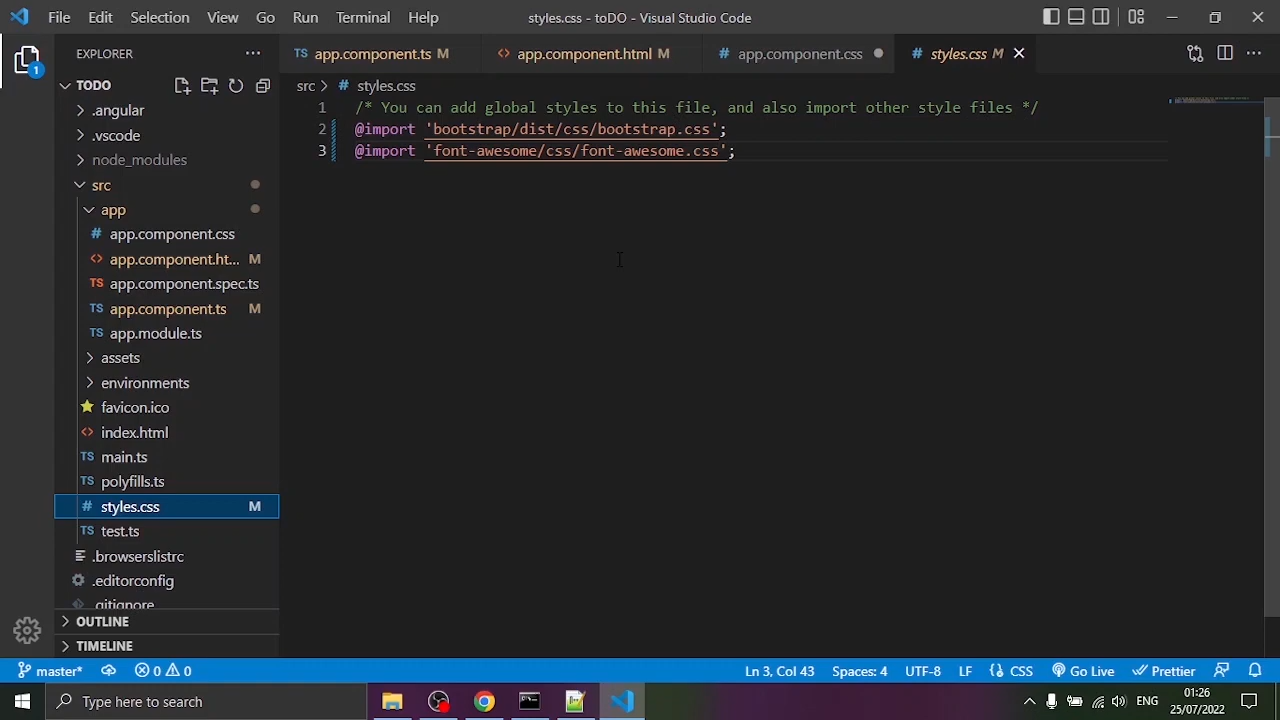 File Edit Selection View Go Run Terminal Help
styles.css - toDO - Visual Studio Code
EXPLORER
app.component.ts M
app.component.html M
app.component.css
styles.css M
TODO
src > # styles.css
.angular
.vscode
node_modules
src
app
app.component.css
app.component.ht... M
app.component.spec.ts
app.component.ts M
app.module.ts
assets
environments
favicon.ico
index.html
main.ts
polyfills.ts
styles.css M
test.ts
.browserslistrc
.editorconfig
.gitignore
OUTLINE
TIMELINE
1 /* You can add global styles to this file, and also import other style files */
2 @import 'bootstrap/dist/css/bootstrap.css';
3 @import 'font-awesome/css/font-awesome.css';
1
master* 0 0
Ln 3, Col 43 Spaces: 4 UTF-8 LF CSS Go Live Prettier
Type here to search
ENG
01:26
25/07/2022